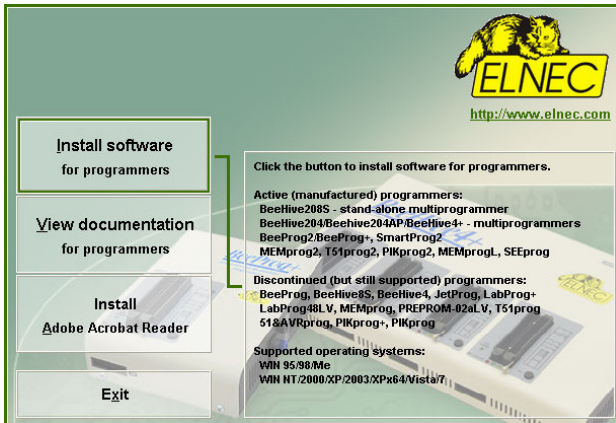 ELNEC
http://www.elnec.com
Install software
for programmers
View documentation
for programmers
Install
Adobe Acrobat Reader
Exit
Click the button to install software for programmers.
Active (manufactured) programmers:
BeeHive208S - stand-alone multiprogrammer
BeeHive204/Beehive204AP/BeeHive4+ - multiprogrammers
BeeProg2/BeeProg+, SmartProg2
MEMprog2, T51prog2, PIKprog2, MEMprogL, SEEprog
Discontinued (but still supported) programmers:
BeeProg, BeeHive8S, BeeHive4, JetProg, LabProg+
LabProg48LV, MEMprog, PREPROM-02aLV, T51prog
51&AVRprog, PIKprog+, PIKprog
Supported operating systems:
WIN 95/98/Me
WIN NT/2000/XP/2003/XPx64/Vista/7